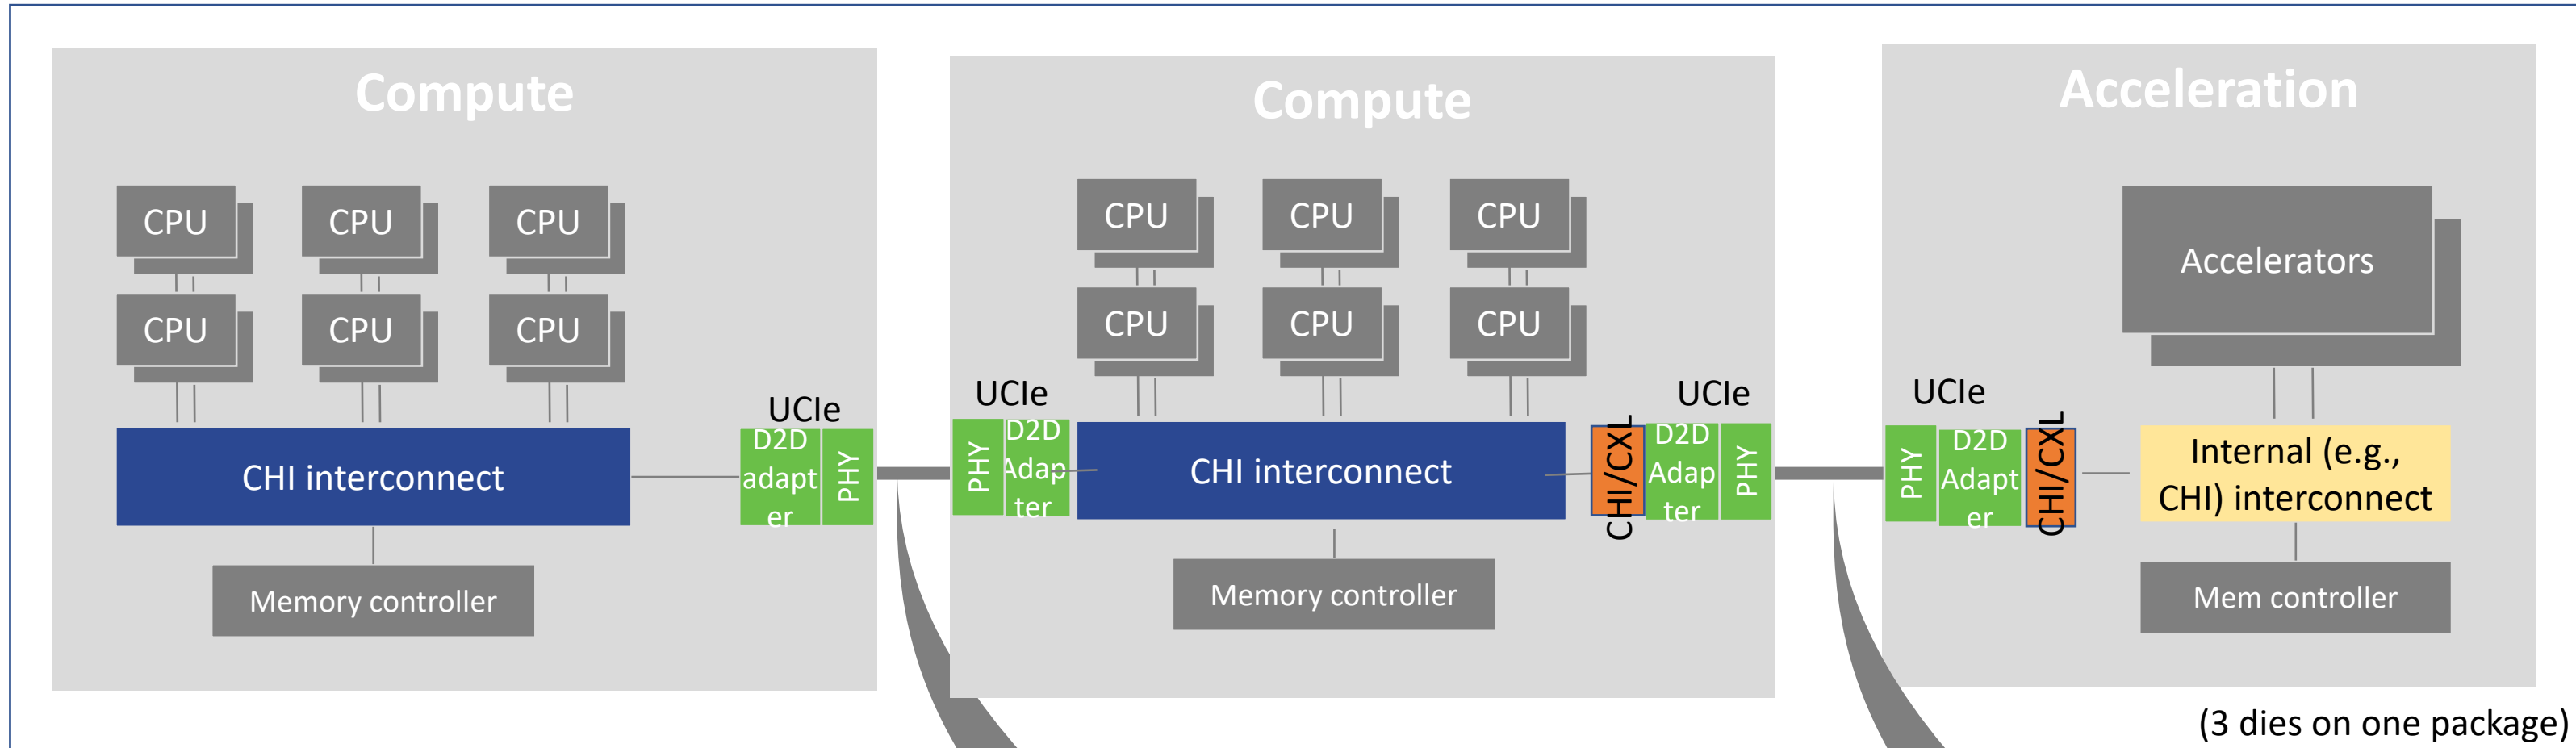 Compute
CPU CPU CPU
CPU CPU CPU
UCIe
CHI interconnect
D2D
adapt
er
PHY
Memory controller
Compute
CPU CPU CPU
CPU CPU CPU
UCIe
PHY
D2D
Adap
ter
CHI interconnect
CHI/CXL
UCIe
D2D
Adap
ter
PHY
Memory controller
Acceleration
Accelerators
UCIe
PHY
D2D
Adapt
er
CHI/CXL
Internal (e.g.,
CHI) interconnect
Mem controller
(3 dies on one package)